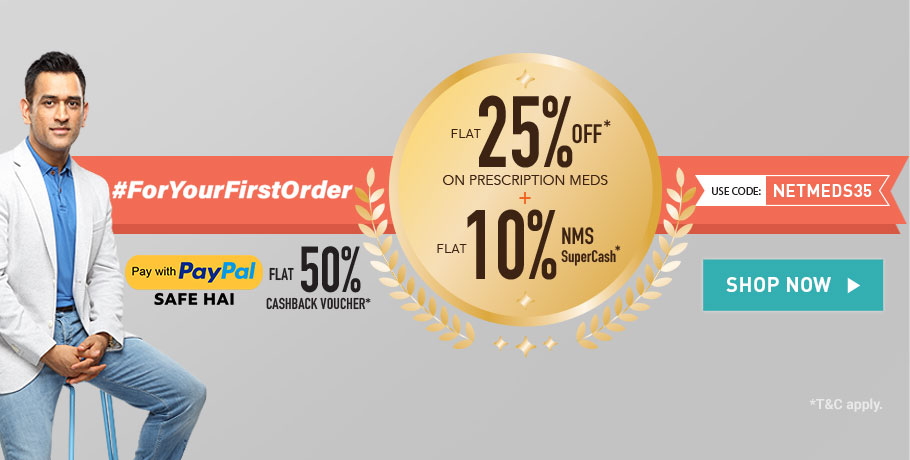 #ForYourFirstOrder
FLAT 25% OFF*
ON PRESCRIPTION MEDS
+
FLAT 10% NMS
SuperCash*
USE CODE: NETMEDS35
Pay with PayPal
SAFE HAI
FLAT 50%
CASHBACK VOUCHER*
SHOP NOW
*T&C apply.